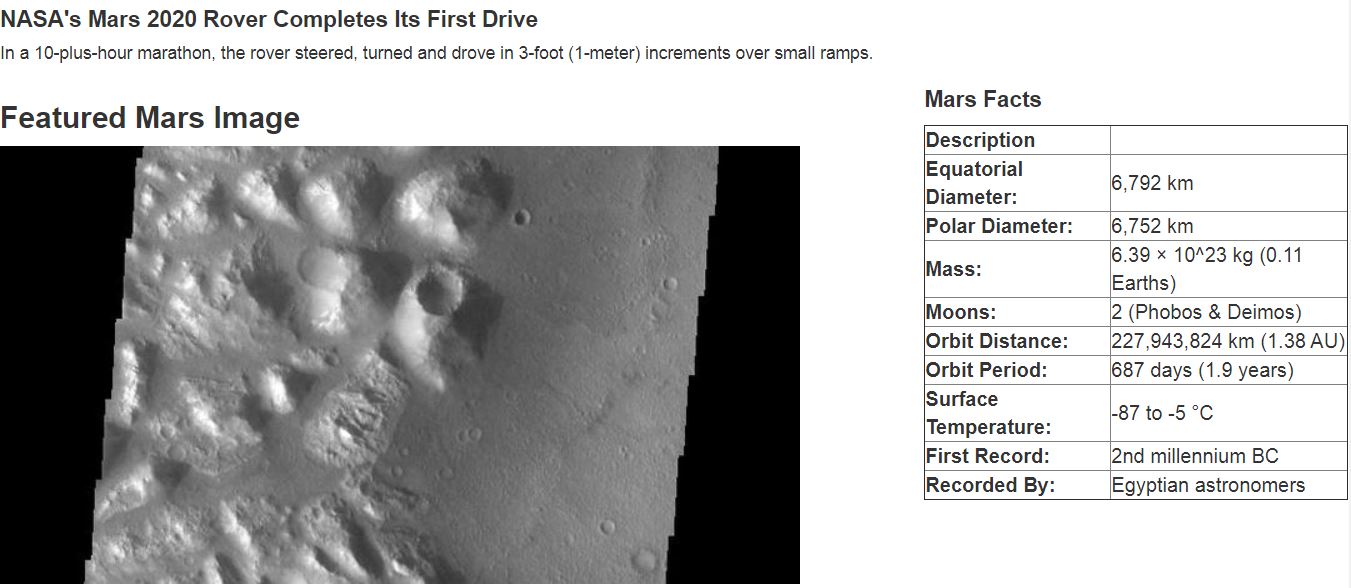 NASA's Mars 2020 Rover Completes Its First Drive
In a 10-plus-hour marathon, the rover steered, turned and drove in 3-foot (1-meter) increments over small ramps.
Featured Mars Image
Mars Facts
Description
Equatorial
Diameter:
6,792 km
Polar Diameter: 6,752 km
Mass:
6.39 × 10^23 kg (0.11
Earths)
Moons: 2 (Phobos & Deimos)
Orbit Distance: 227,943,824 km (1.38 AU)
Orbit Period: 687 days (1.9 years)
Surface
Temperature:
-87 to -5 °C
First Record: 2nd millennium BC
Recorded By: Egyptian astronomers